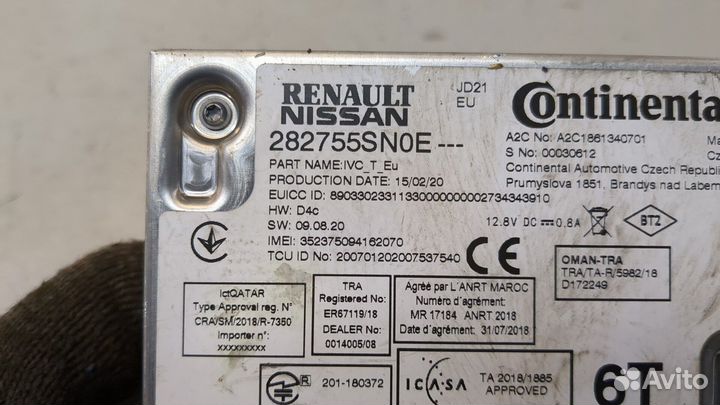 RENAULT
NISSAN
JD21
EU
Continenta
282755SN0E ---
PART NAME:IVC_T_Eu
PRODUCTION DATE: 15/02/20
EUICC ID: 89033023311330000000002734343910
HW: D4c
SW: 09.08.20
IMEI: 352375094162070
TCU ID No: 200701202007537540
A2C No: A2C1861340701
S No: 00030612
Continental Automotive Czech Republi
Prumyslova 1851, Brandys nad Labem
12.8V DC 0.8A
BT2
CE
OMAN-TRA
TRA/TA-R/5982/18
D172249
ictQATAR
Type Approval reg. N°
CRA/SM/2018/R-7350
Importer n°:
xxxxxxxxx
TRA
Registered No:
ER67119/18
DEALER No:
0014005/08
Agréé par L'ANRT MAROC
Numéro d'agrément:
MR 17184 ANRT 2018
Date d'agrément: 31/07/2018
R
201-180372
ICASA
TA 2018/1885
APPROVED
6T
Avito